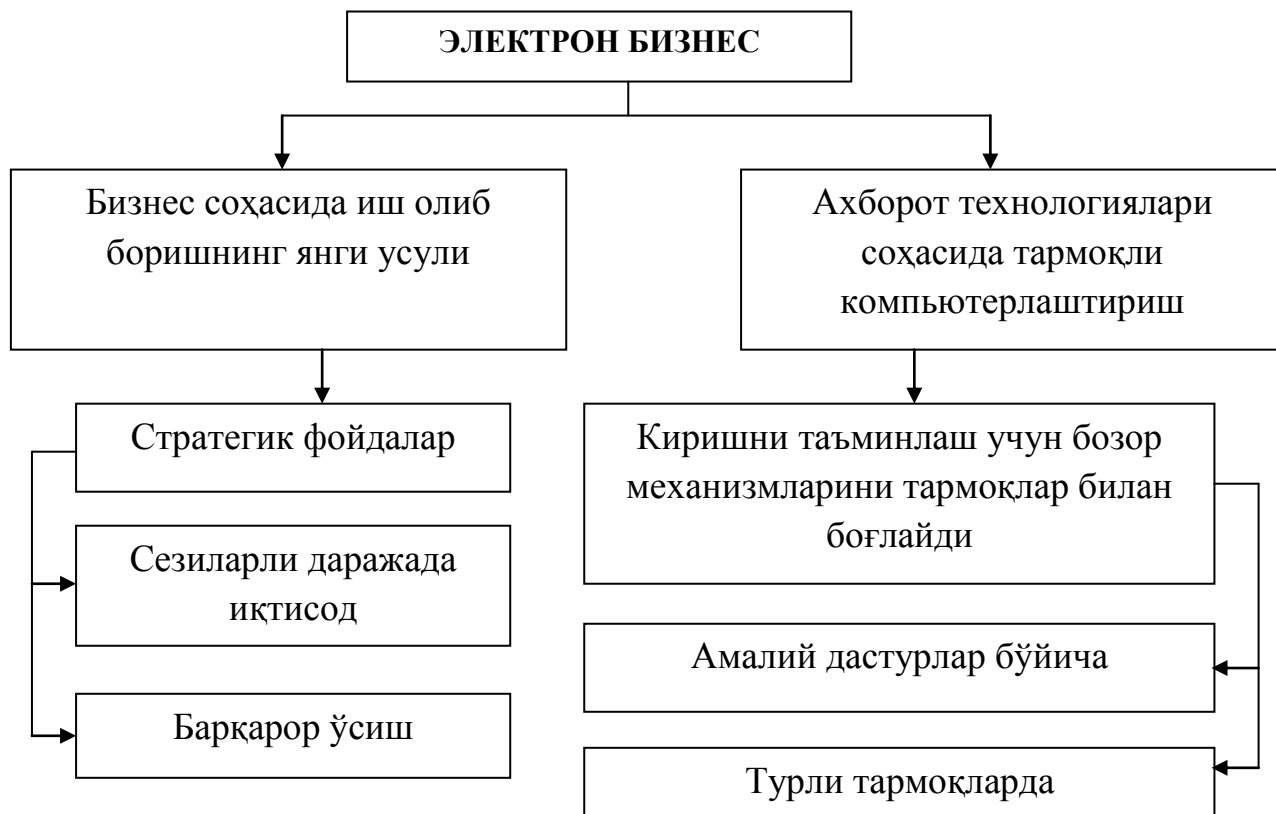 ЭЛЕКТРОН БИЗНЕС
Бизнес соҳасида иш олиб
боришнинг янги усули
Ахборот технологиялари
соҳасида тармоқли
компьютерлаштириш
Стратегик фойдалар
Сезиларли даражада
иқтисод
Барқарор ўсиш
Киришни таъминлаш учун бозор
механизмларини тармоқлар билан
боғлайди
Амалий дастурлар бўйича
Турли тармоқларда